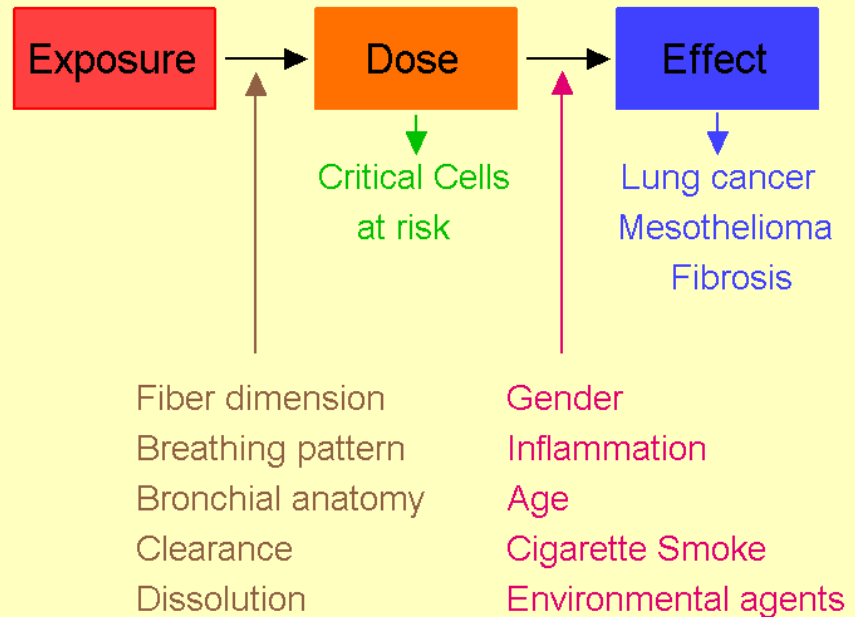 Exposure
Dose
Effect
Critical Cells
at risk
Lung cancer
Mesothelioma
Fibrosis
Fiber dimension
Breathing pattern
Bronchial anatomy
Clearance
Dissolution
Gender
Inflammation
Age
Cigarette Smoke
Environmental agents